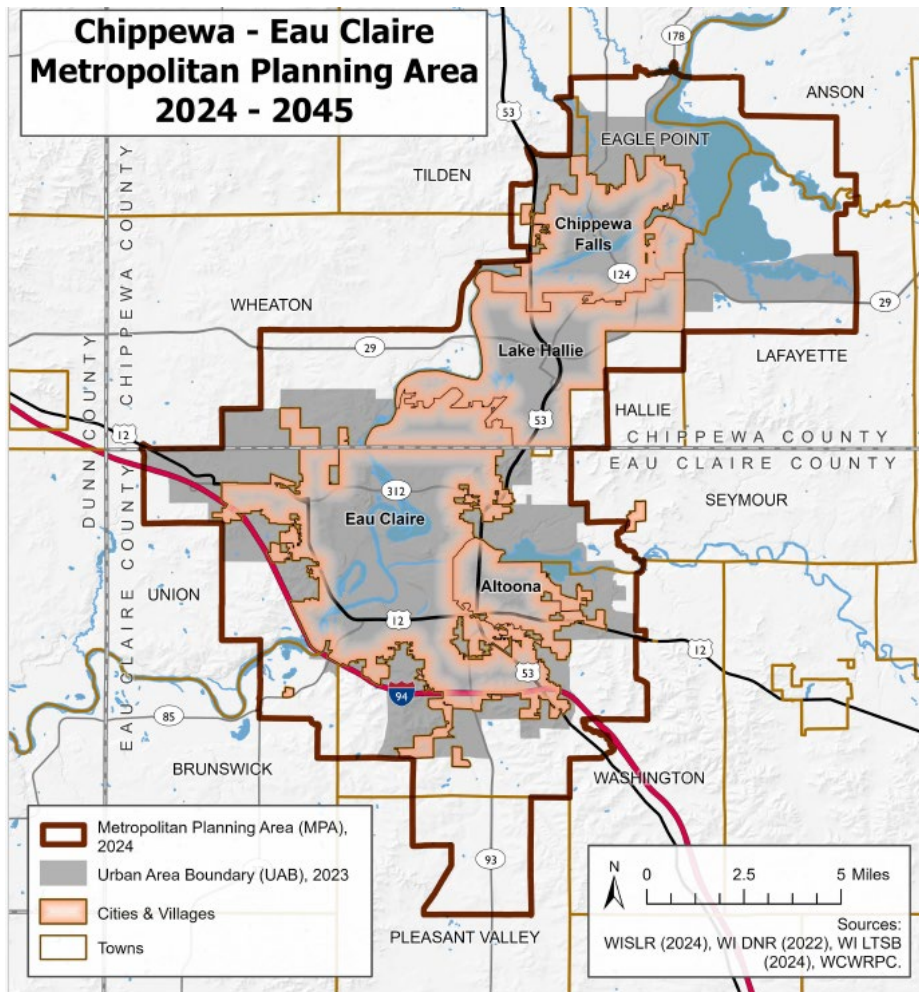 Chippewa - Eau Claire
Metropolitan Planning Area
2024 - 2045
178
ANSON
53
EAGLE POINT
TILDEN
Chippewa
Falls
124
WHEATON
29
29
Lake Hallie
LAFAYETTE
DUNN COUNTY
CHIPPEWA COUNTY
HALLIE
53
12
CHIPPEWA COUNTY
EAU CLAIRE COUNTY
SEYMOUR
312
Eau Claire
EAU CLAIRE COUNTY
UNION
Altoona
12
12
53
94
85
BRUNSWICK
WASHINGTON
93
PLEASANT VALLEY
Metropolitan Planning Area (MPA),
2024
Urban Area Boundary (UAB), 2023
Cities & Villages
Towns
N
0 2.5 5 Miles
Sources:
WISLR (2024), WI DNR (2022), WI LTSB
(2024), WCWRPC.